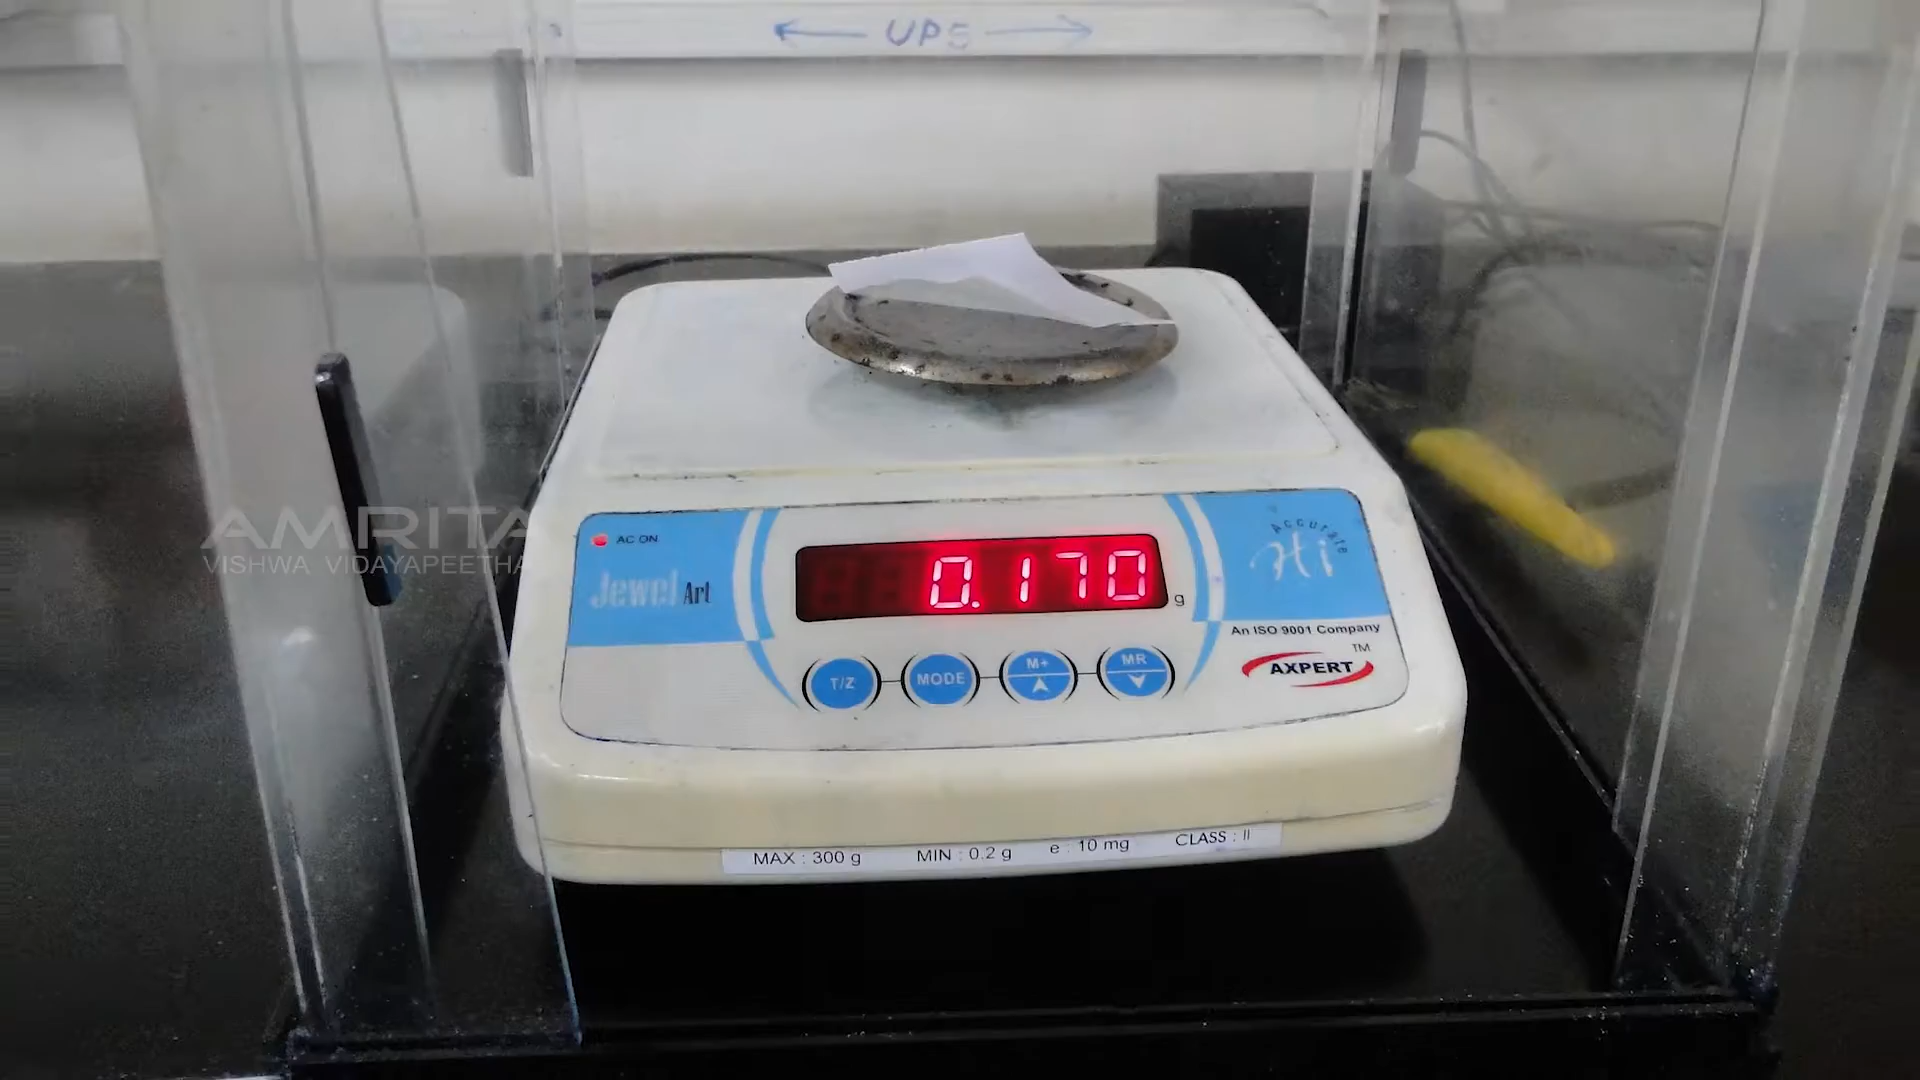 UPS
AMRITA
VISHWA VIDYAPEETHAM
AC ON
Jewel Art
0.170 g
Accurate
Hi
An ISO 9001 Company
AXPERT TM
T/Z MODE M+ MR
MAX : 300 g MIN : 0.2 g e : 10 mg CLASS : II